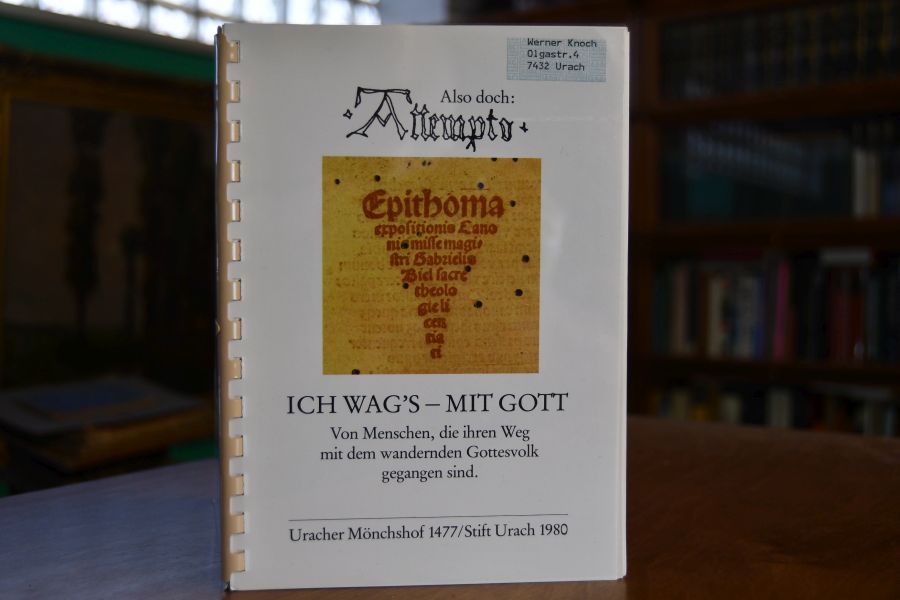 Werner Knoch
Olgastr.4
7432 Urach
Also doch:
Attempto
Epithoma
expositionis Cano
nis misse magi
stri Gabrielis
Biel sacre
theolo
gie li
cen
tia
ti
ICH WAG'S – MIT GOTT
Von Menschen, die ihren Weg
mit dem wandernden Gottesvolk
gegangen sind.
Uracher Mönchshof 1477/Stift Urach 1980